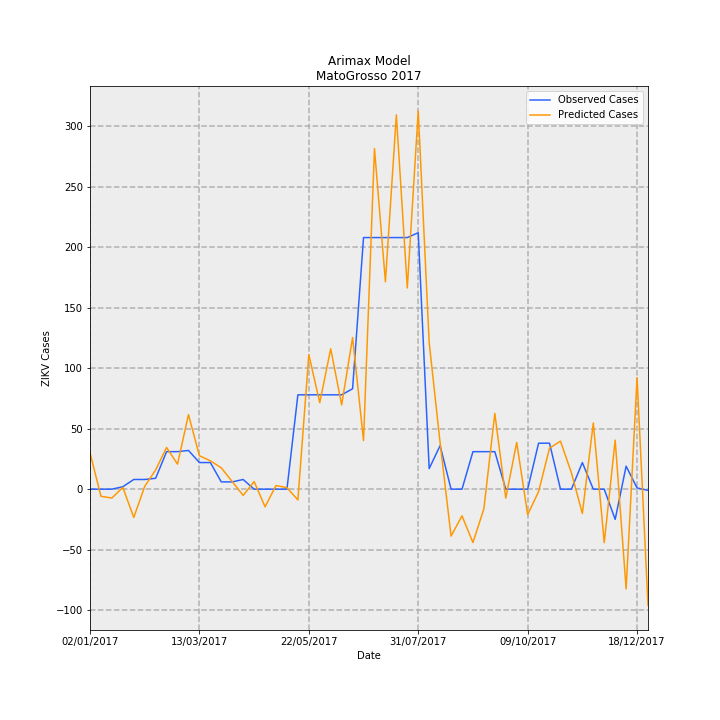 Arimax Model
MatoGrosso 2017
Observed Cases
Predicted Cases
ZIKV Cases
300
250
200
150
100
50
0
−50
−100
02/01/2017 13/03/2017 22/05/2017 31/07/2017 09/10/2017 18/12/2017
Date